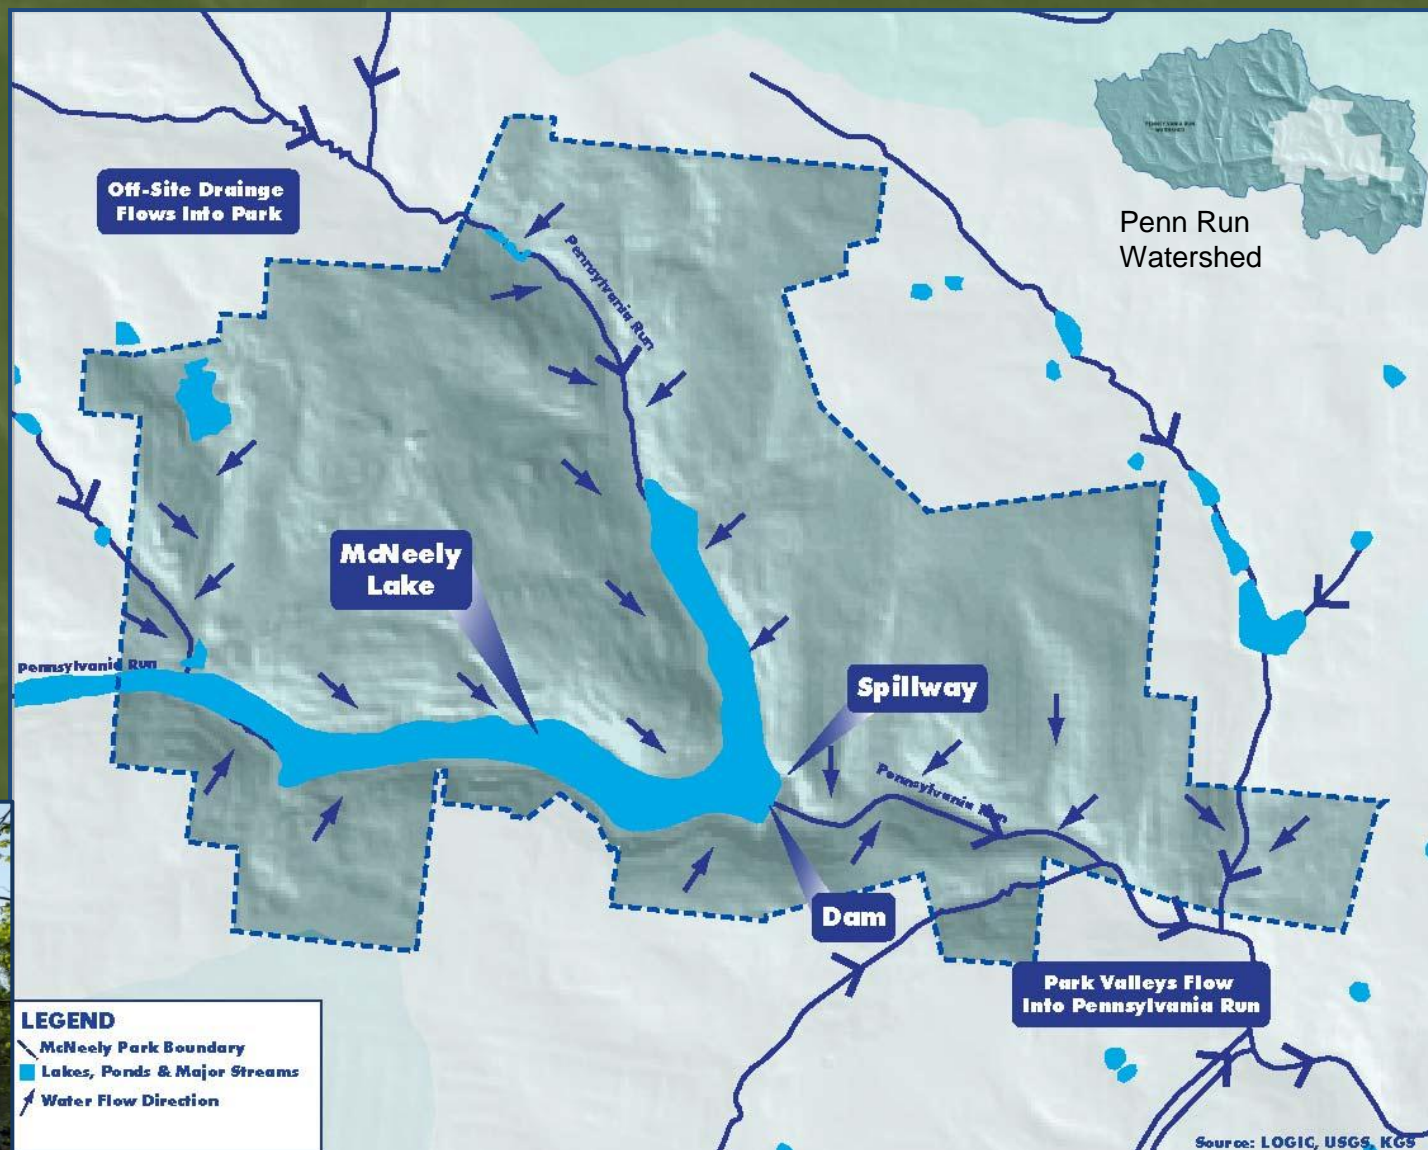 Off-Site Drainge
Flows Into Park
Penn Run
Watershed
Pennsylvania Run
McNeely
Lake
Pennsylvania Run
Spillway
Pennsylvania Run
Dam
Park Valleys Flow
Into Pennsylvania Run
LEGEND
McNeely Park Boundary
Lakes, Ponds & Major Streams
Water Flow Direction
Source: LOGIC, USGS, KGS